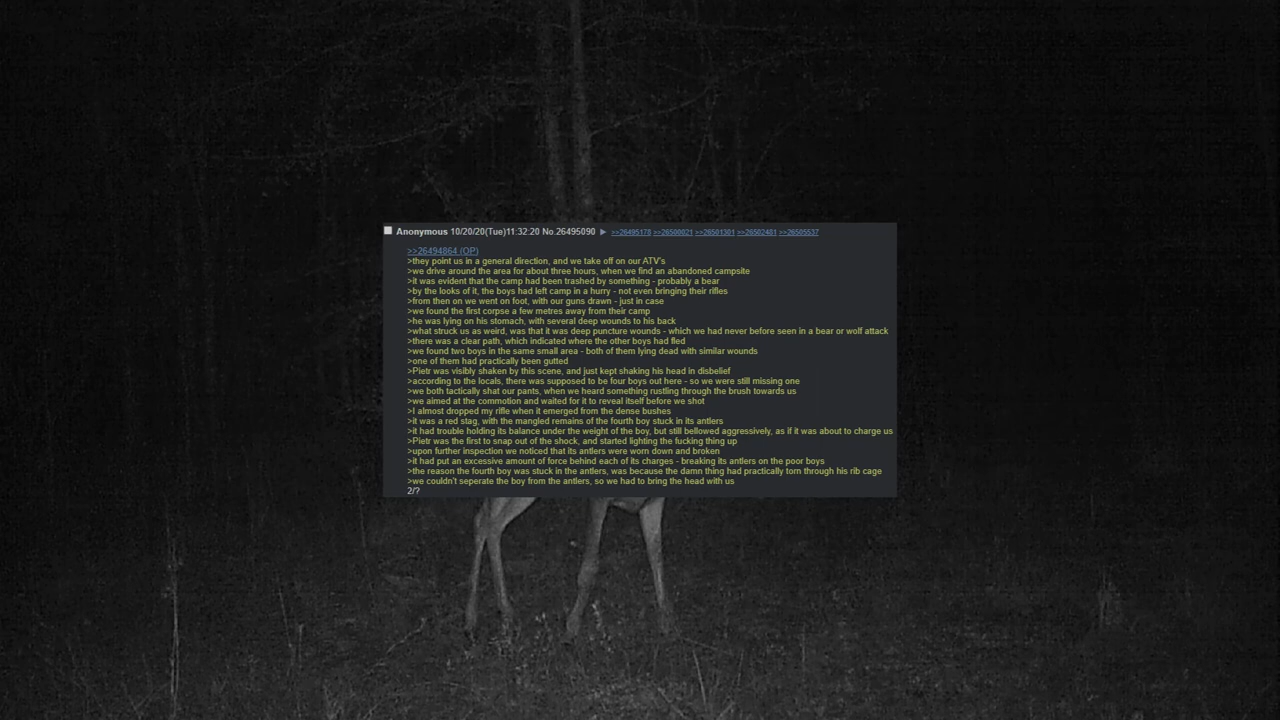 Anonymous 10/20/20(Tue)11:32:20 No.26495090 ▶ >>26495178 >>26500021 >>26501301 >>26502481 >>26505537
>>26494864 (OP)
>they point us in a general direction, and we take off on our ATV's
>we drive around the area for about three hours, when we find an abandoned campsite
>it was evident that the camp had been trashed by something - probably a bear
>by the looks of it, the boys had left camp in a hurry - not even bringing their rifles
>from then on we went on foot, with our guns drawn - just in case
>we found the first corpse a few metres away from their camp
>he was lying on his stomach, with several deep wounds to his back
>what struck us as weird, was that it was deep puncture wounds - which we had never before seen in a bear or wolf attack
>there was a clear path, which indicated where the other boys had fled
>we found two boys in the same small area - both of them lying dead with similar wounds
>one of them had practically been gutted
>Pietr was visibly shaken by this scene, and just kept shaking his head in disbelief
>according to the locals, there was supposed to be four boys out here - so we were still missing one
>we both tactically shat our pants, when we heard something rustling through the brush towards us
>we aimed at the commotion and waited for it to reveal itself before we shot
>I almost dropped my rifle when it emerged from the dense bushes
>it was a red stag, with the mangled remains of the fourth boy stuck in its antlers
>it had trouble holding its balance under the weight of the boy, but still bellowed aggressively, as if it was about to charge us
>Pietr was the first to snap out of the shock, and started lighting the fucking thing up
>upon further inspection we noticed that its antlers were worn down and broken
>it had put an excessive amount of force behind each of its charges - breaking its antlers on the poor boys
>the reason the fourth boy was stuck in the antlers, was because the damn thing had practically torn through his rib cage
>we couldn't seperate the boy from the antlers, so we had to bring the head with us
2/?